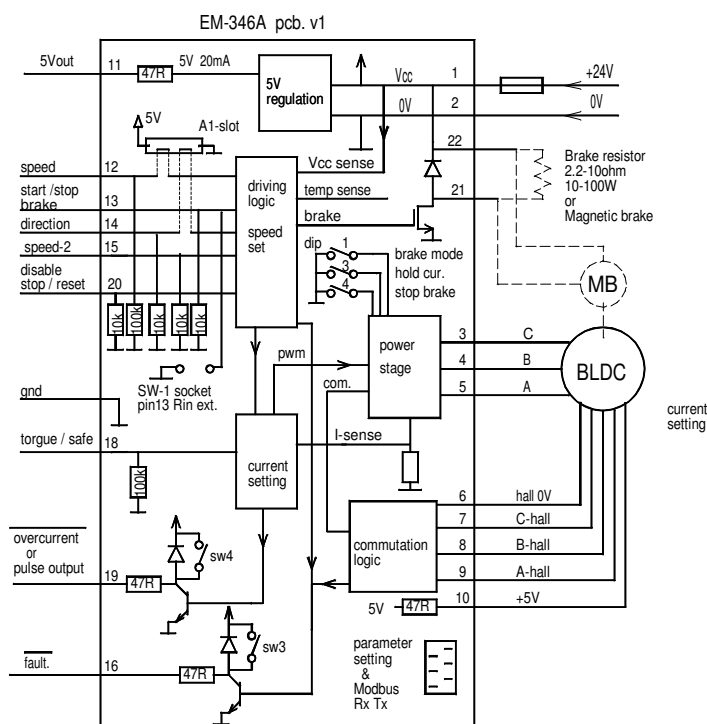 EM-346A pcb. v1
5Vout
11
47R
5V 20mA
5V
regulation
Vcc
1
+24V
0V
2
0V
5V
A1-slot
22
Brake resistor
2.2-10ohm
10-100W
or
Magnetic brake
speed
12
Vcc sense
driving
logic
speed
set
temp sense
21
start /stop
brake
13
brake
direction
14
speed-2
15
dip
1
3
4
brake mode
hold cur.
stop brake
MB
disable
stop / reset
20
10k
100k
10k
10k
10k
SW-1 socket
pin13 Rin ext.
pwm
com.
power
stage
3
C
4
B
5
A
BLDC
current
setting
gnd
torgue / safe
18
100k
current
setting
I-sense
6
hall 0V
7
C-hall
8
B-hall
9
A-hall
10
+5V
commutation
logic
5V
47R
overcurrent
or
pulse output
19
47R
sw4
sw3
fault.
16
47R
parameter
setting
&
Modbus
Rx Tx